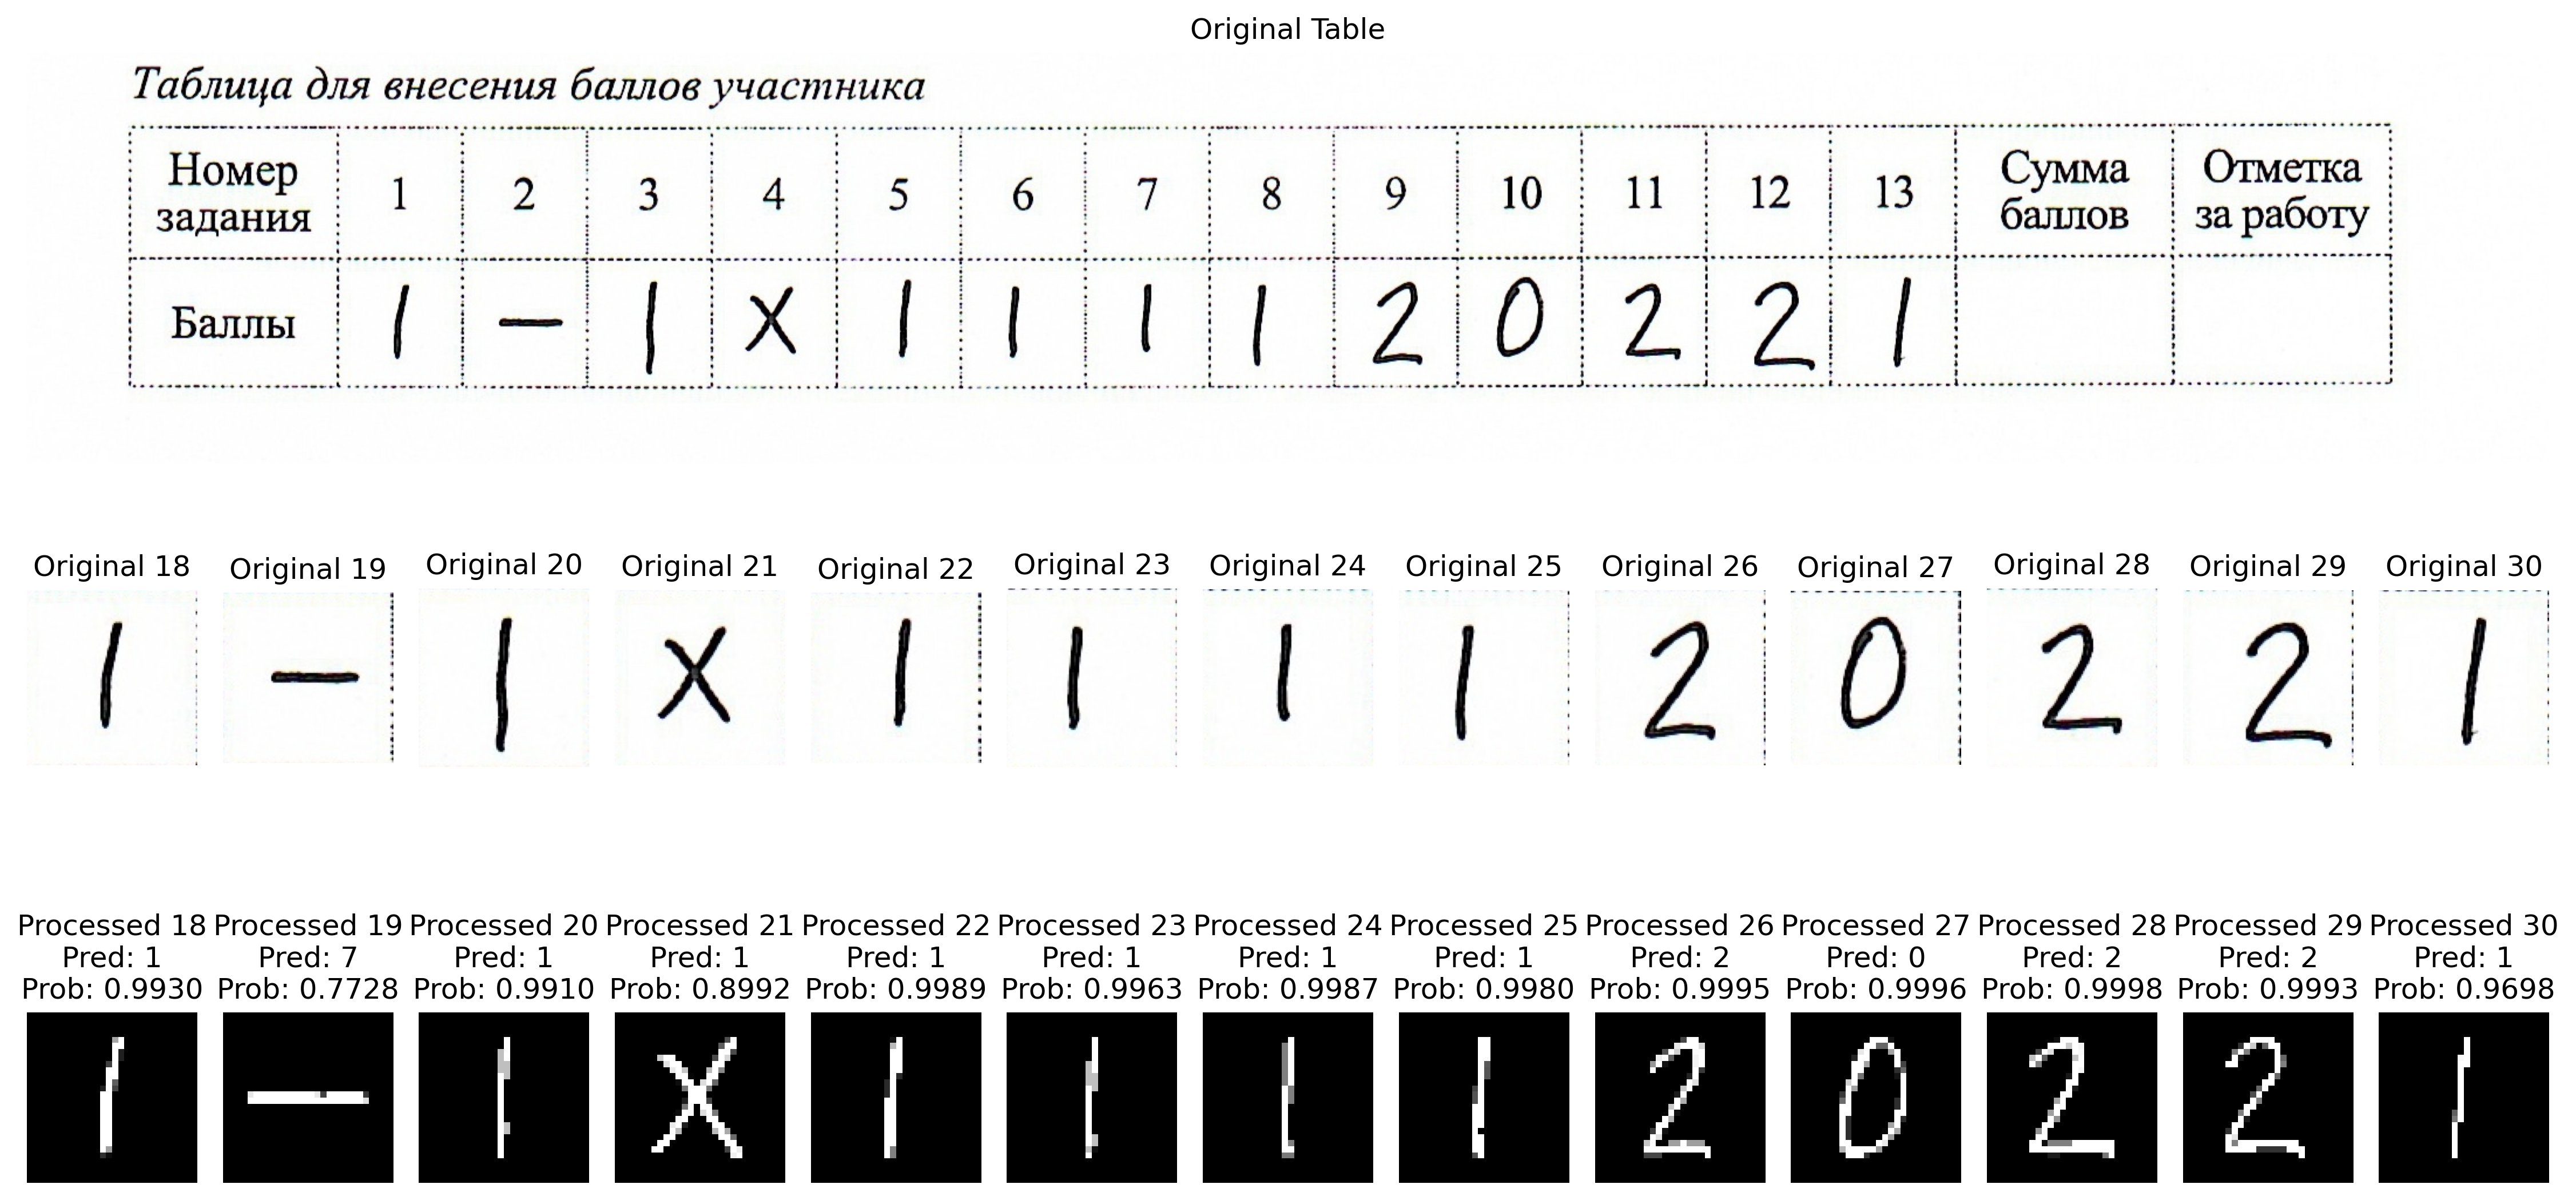 Original Table
Таблица для внесения баллов участника
Номер задания 1 2 3 4 5 6 7 8 9 10 11 12 13 Сумма баллов Отметка за работу
Баллы 1 – 1 X 1 1 1 1 2 0 2 2 1
Original 18 Original 19 Original 20 Original 21 Original 22 Original 23 Original 24 Original 25 Original 26 Original 27 Original 28 Original 29 Original 30
1 – 1 X 1 1 1 1 2 0 2 2 1
Processed 18 Processed 19 Processed 20 Processed 21 Processed 22 Processed 23 Processed 24 Processed 25 Processed 26 Processed 27 Processed 28 Processed 29 Processed 30
Pred: 1 Pred: 7 Pred: 1 Pred: 1 Pred: 1 Pred: 1 Pred: 1 Pred: 1 Pred: 2 Pred: 0 Pred: 2 Pred: 2 Pred: 1
Prob: 0.9930 Prob: 0.7728 Prob: 0.9910 Prob: 0.8992 Prob: 0.9989 Prob: 0.9963 Prob: 0.9987 Prob: 0.9980 Prob: 0.9995 Prob: 0.9996 Prob: 0.9998 Prob: 0.9993 Prob: 0.9698
1 – 1 X 1 1 1 1 2 0 2 2 1